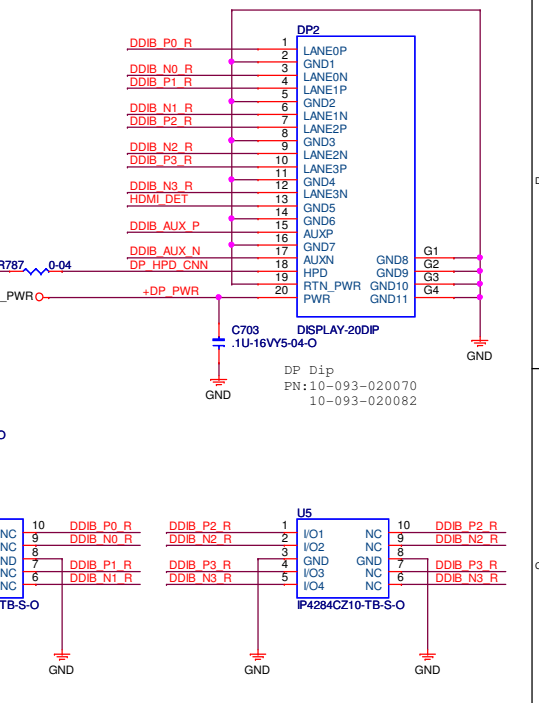 DP2
DDIB_P0_R 1 LANE0P
2 GND1
DDIB_N0_R 3 LANE0N
DDIB_P1_R 4 LANE1P
5 GND2
DDIB_N1_R 6 LANE1N
DDIB_P2_R 7 LANE2P
8 GND3
DDIB_N2_R 9 LANE2N
DDIB_P3_R 10 LANE3P
11 GND4
DDIB_N3_R 12 LANE3N
HDMI_DET 13 GND5
14 GND6
DDIB_AUX_P 15 AUXP
16 GND7
DDIB_AUX_N 17 AUXN GND8 G1
R787 0-04 DP_HPD_CNN 18 HPD GND9 G2
19 RTN_PWR GND10 G3
_PWR +DP_PWR 20 PWR GND11 G4
C703 DISPLAY-20DIP
.1U-16VY5-04-O
GND
GND
DP Dip
PN:10-093-020070
10-093-020082
O
D
C
U5
NC 10 DDIB_P0_R DDIB_P2_R 1 I/O1 NC 10 DDIB_P2_R
NC 9 DDIB_N0_R DDIB_N2_R 2 I/O2 NC 9 DDIB_N2_R
ND 8 3 GND GND 8
NC 7 DDIB_P1_R DDIB_P3_R 4 I/O3 NC 7 DDIB_P3_R
NC 6 DDIB_N1_R DDIB_N3_R 5 I/O4 NC 6 DDIB_N3_R
TB-S-O IP4284CZ10-TB-S-O
GND GND GND